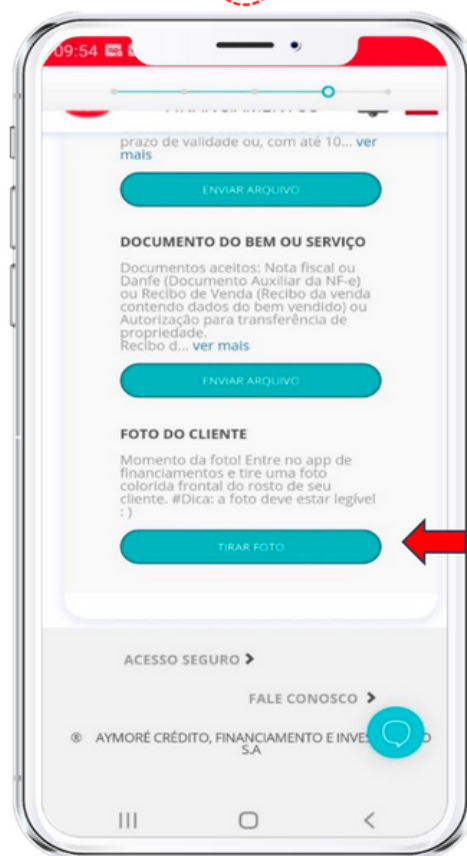 09:54
FINANCIAMENTOS
prazo de validade ou, com até 10... ver
mais
ENVIAR ARQUIVO
DOCUMENTO DO BEM OU SERVIÇO
Documentos aceitos: Nota fiscal ou
Danfe (Documento Auxiliar da NF-e)
ou Recibo de Venda (Recibo da venda
contendo dados do bem vendido) ou
Autorização para transferência de
propriedade.
Recibo d... ver mais
ENVIAR ARQUIVO
FOTO DO CLIENTE
Momento da foto! Entre no app de
financiamentos e tire uma foto
colorida frontal do rosto de seu
cliente. #Dica: a foto deve estar legível
: )
TIRAR FOTO
ACESSO SEGURO >
FALE CONOSCO >
® AYMORÉ CRÉDITO, FINANCIAMENTO E
S.A